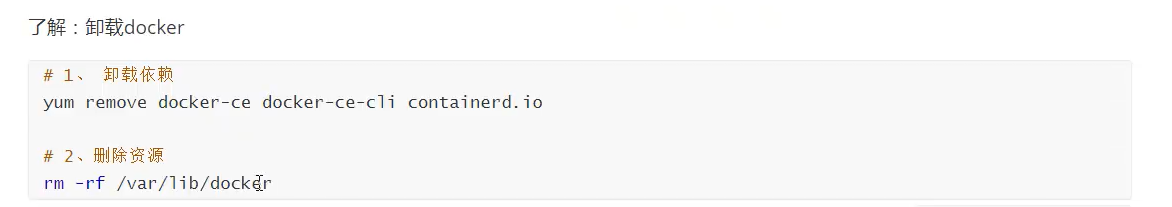 了解：卸载docker
# 1、 卸载依赖
yum remove docker-ce docker-ce-cli containerd.io
# 2、删除资源
rm -rf /var/lib/docker